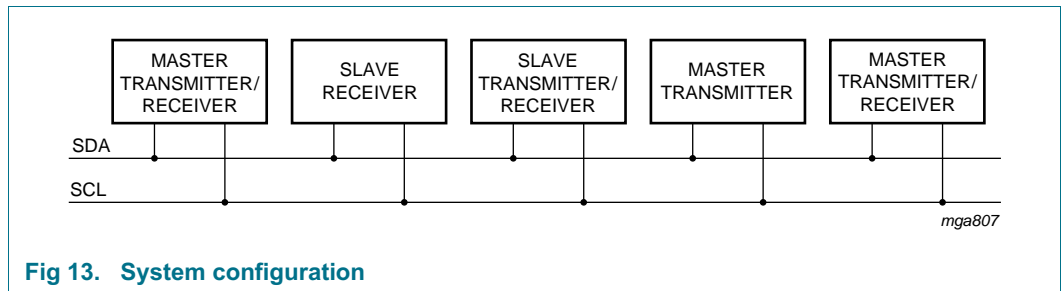 MASTER
TRANSMITTER/
RECEIVER
SLAVE
RECEIVER
SLAVE
TRANSMITTER/
RECEIVER
MASTER
TRANSMITTER
MASTER
TRANSMITTER/
RECEIVER
SDA
SCL
mga807
Fig 13. System configuration